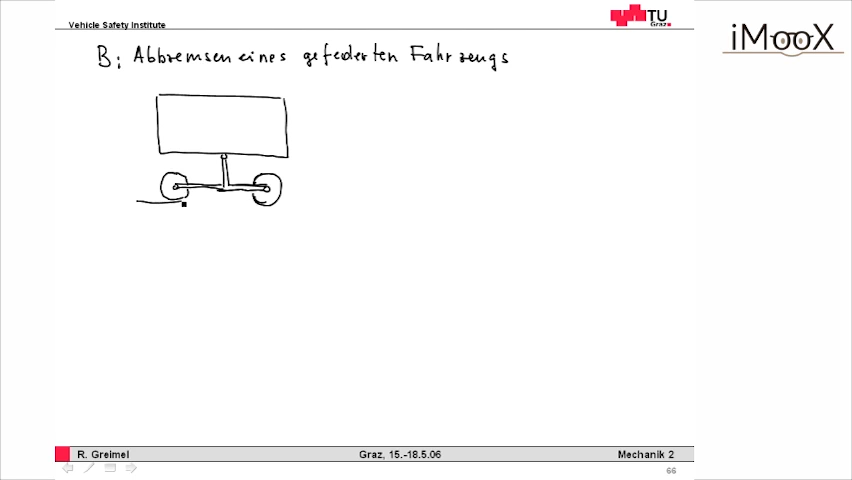 Vehicle Safety Institute
TU
Graz
iMooX
B: Abbremsen eines gefederten Fahrzeugs
R. Greimel
Graz, 15.-18.5.06
Mechanik 2
66